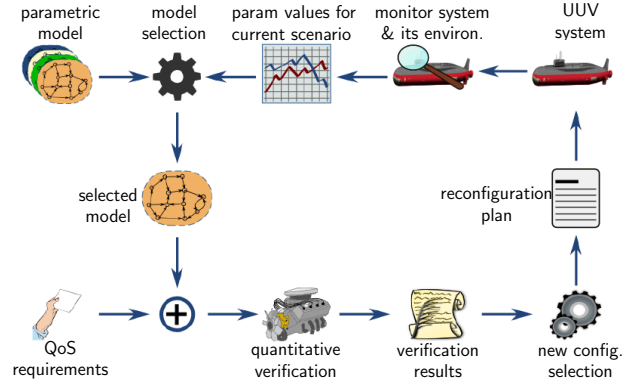 parametric
model
model
selection
param values for
current scenario
monitor system
& its environ.
UUV
system
selected
model
reconfiguration
plan
QoS
requirements
quantitative
verification
verification
results
new config.
selection